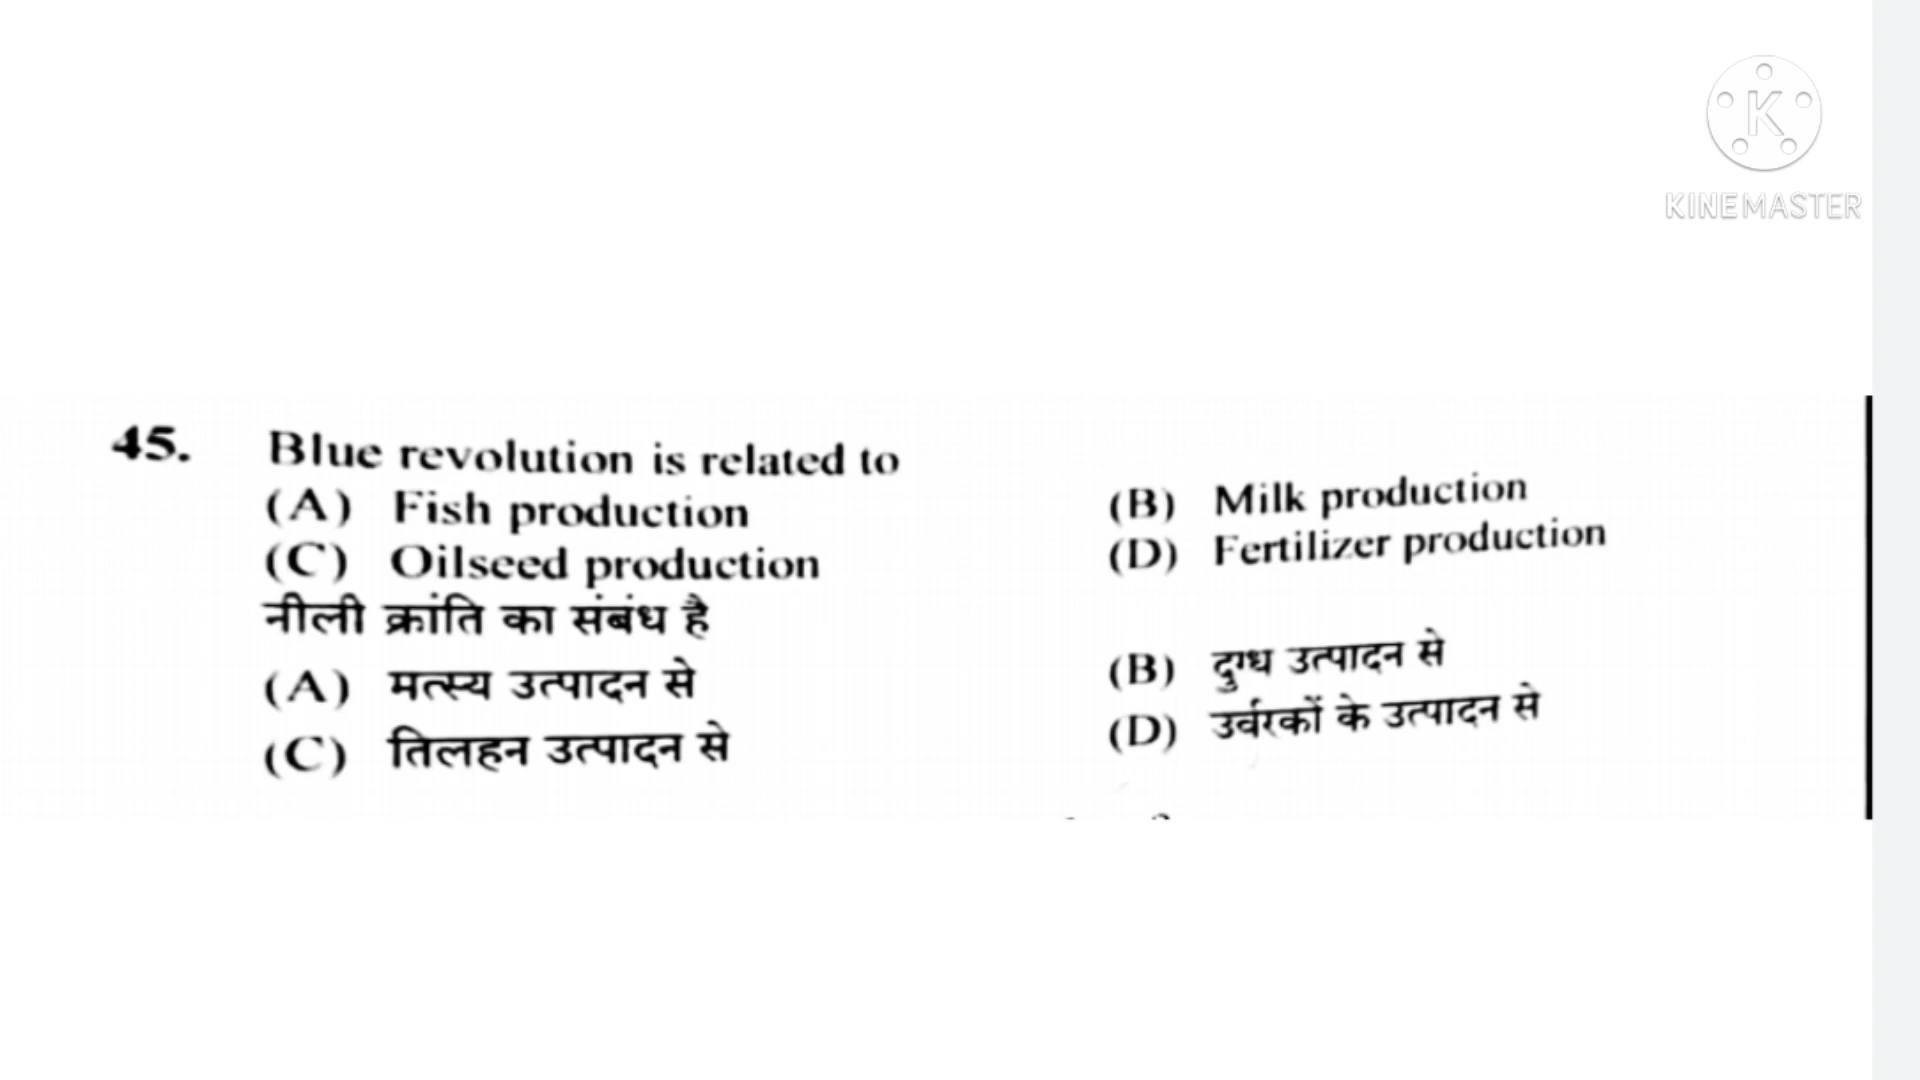 K
KINEMASTER
45. Blue revolution is related to
(A) Fish production (B) Milk production
(C) Oilseed production (D) Fertilizer production
नीली क्रांति का संबंध है
(A) मत्स्य उत्पादन से (B) दुग्ध उत्पादन से
(C) तिलहन उत्पादन से (D) उर्वरकों के उत्पादन से